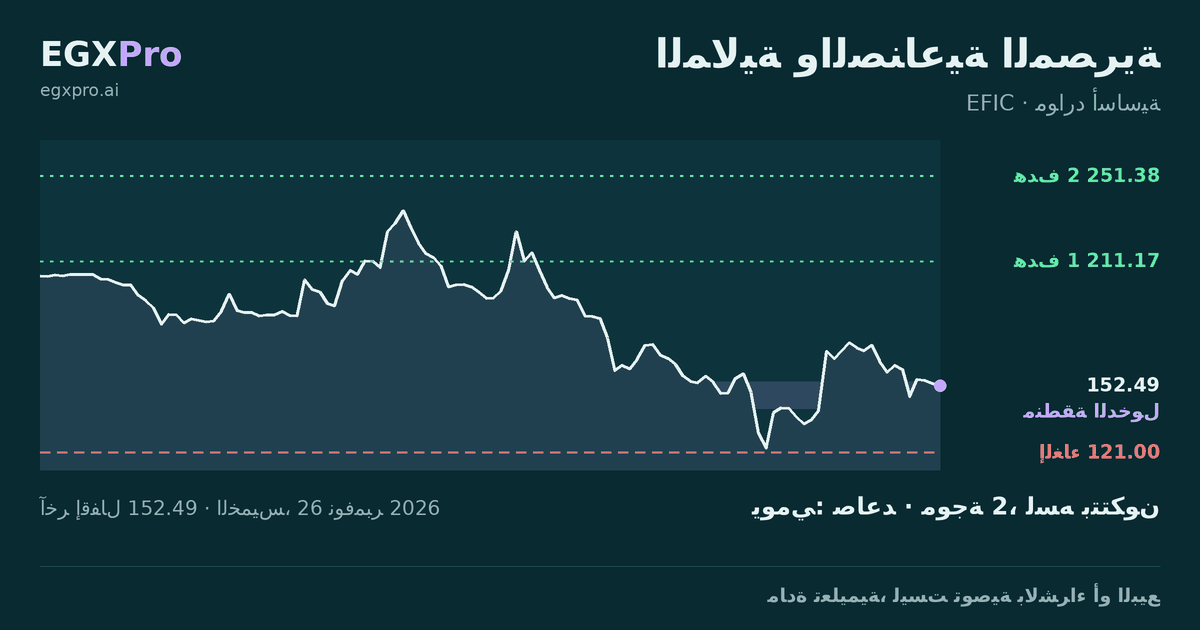 EGXPro
egxpro.ai
المالية والصناعية المصرية
EFIC · موارد أساسية
هدف 2 251.38
هدف 1 211.17
152.49
منطقة الدخول
إلغاء 121.00
يومي: صاعد · موجة 2، لسه بتتكون
آخر إقفال 152.49 · الخميس، 26 نوفمبر 2026
مادة تعليمية، ليست توصية بالشراء أو البيع